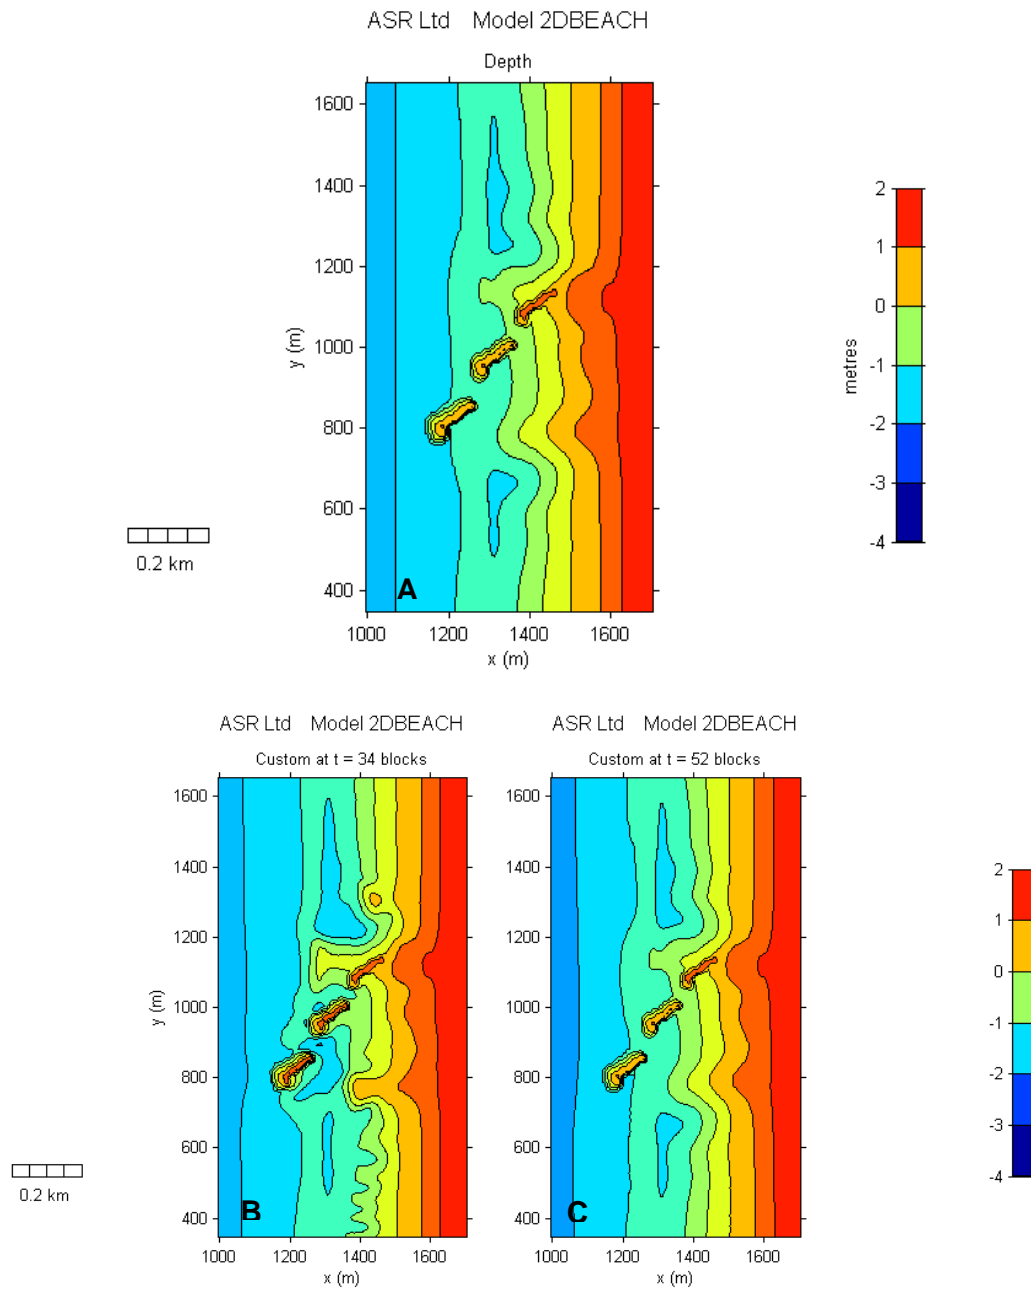 ASR Ltd Model 2DBEACH
Depth
1600
1400
1200
1000
800
600
400
y (m)
A
1000 1200 1400 1600
x (m)
0.2 km
2
1
0
-1
-2
-3
-4
metres
ASR Ltd Model 2DBEACH
Custom at t = 34 blocks
1600
1400
1200
1000
800
600
400
y (m)
B
1000 1200 1400 1600
x (m)
0.2 km
ASR Ltd Model 2DBEACH
Custom at t = 52 blocks
1600
1400
1200
1000
800
600
400
C
1000 1200 1400 1600
x (m)
2
1
0
-1
-2
-3
-4